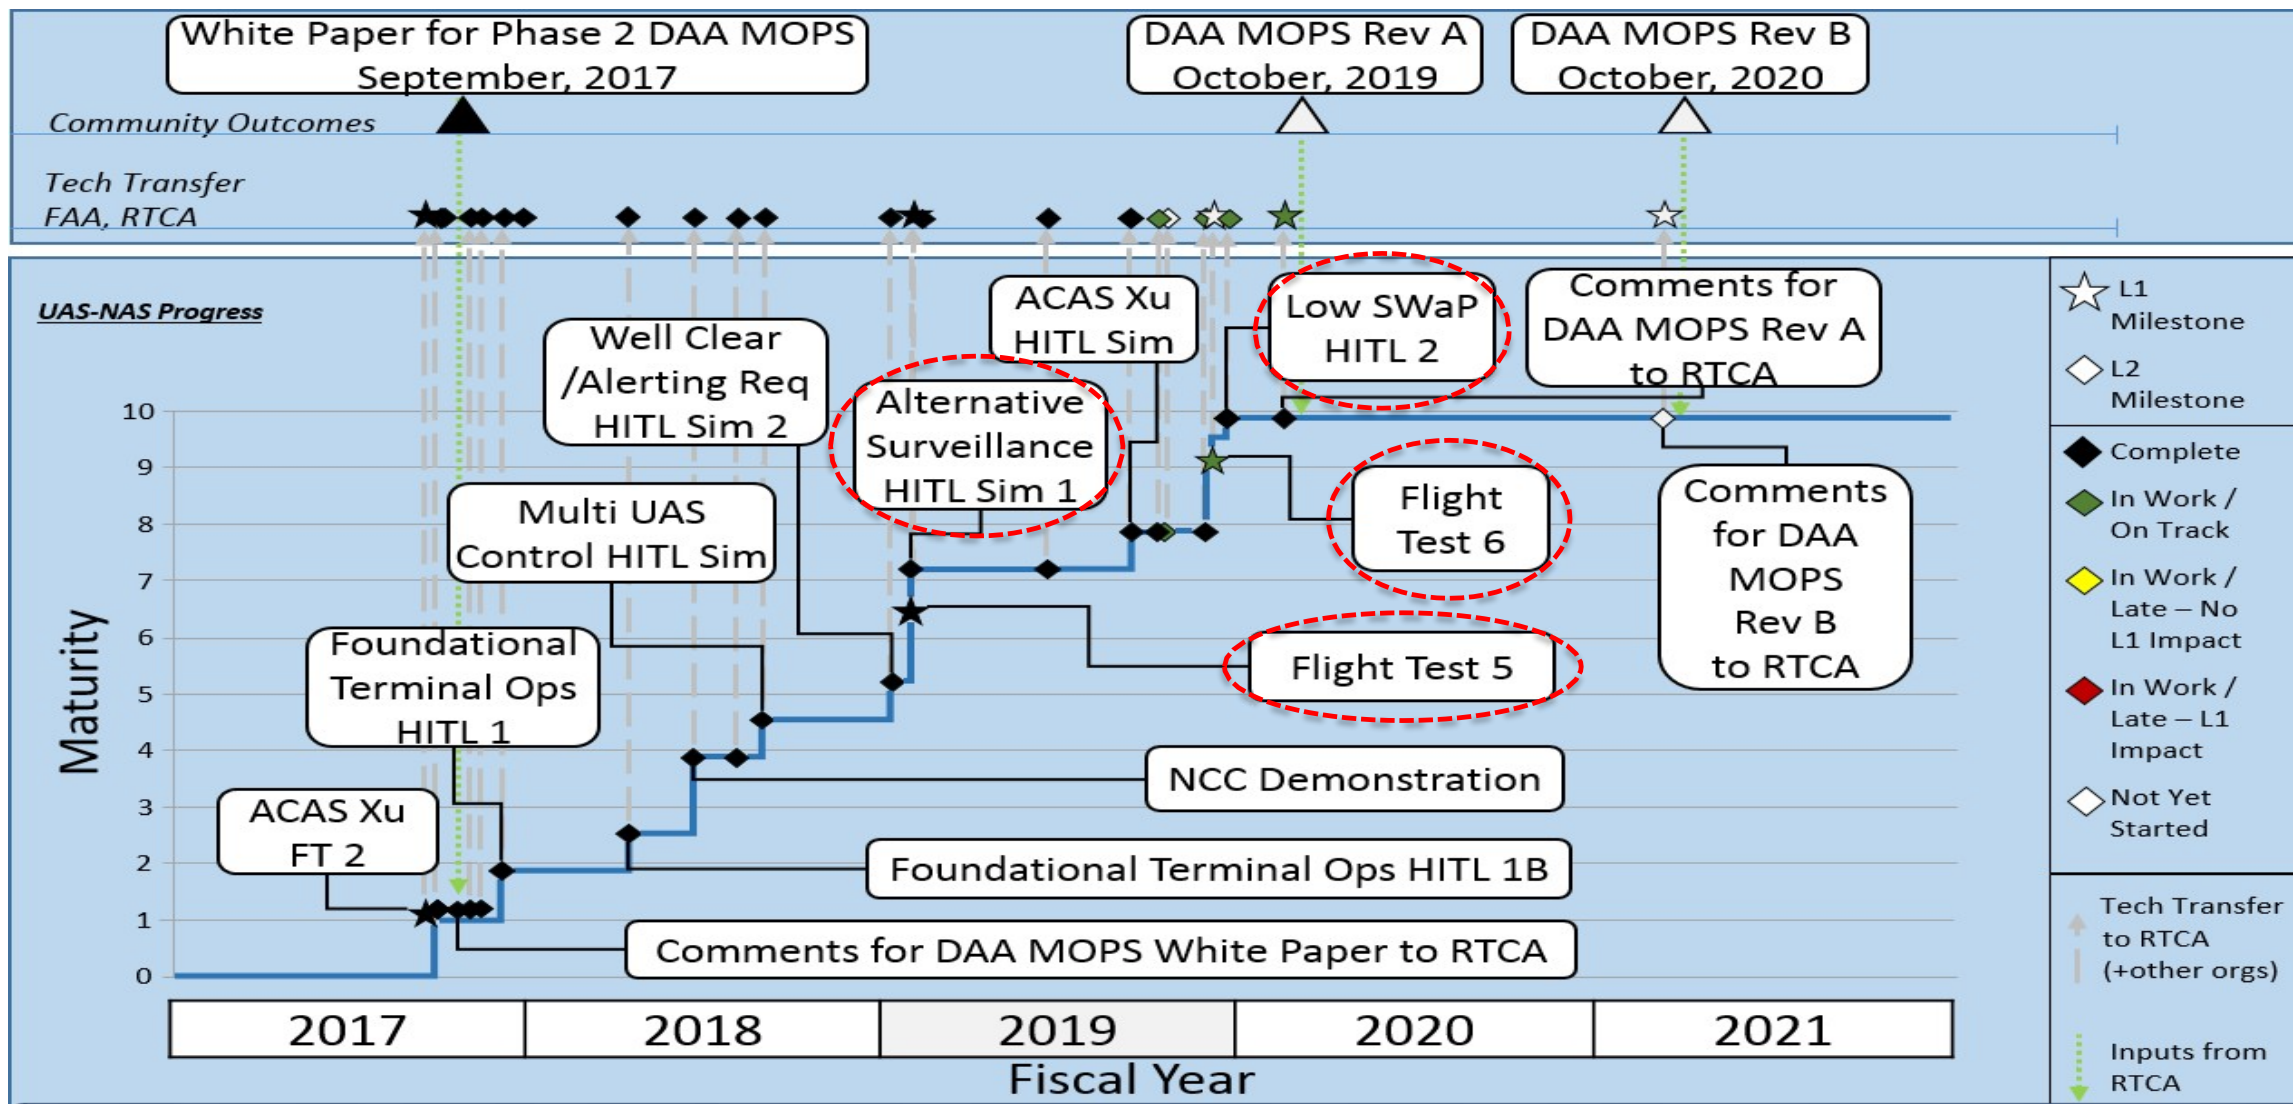 White Paper for Phase 2 DAA MOPS
September, 2017
DAA MOPS Rev A
October, 2019
DAA MOPS Rev B
October, 2020
Community Outcomes
Tech Transfer
FAA, RTCA
UAS-NAS Progress
ACAS Xu
HITL Sim
Low SWaP
HITL 2
Comments for
DAA MOPS Rev A
to RTCA
Well Clear
/Alerting Req
HITL Sim 2
Alternative
Surveillance
HITL Sim 1
Multi UAS
Control HITL Sim
Flight
Test 6
Comments
for DAA
MOPS
Rev B
to RTCA
Foundational
Terminal Ops
HITL 1
Flight Test 5
NCC Demonstration
ACAS Xu
FT 2
Foundational Terminal Ops HITL 1B
Comments for DAA MOPS White Paper to RTCA
Maturity
10
9
8
7
6
5
4
3
2
1
0
2017
2018
2019
2020
2021
Fiscal Year
L1
Milestone
L2
Milestone
Complete
In Work /
On Track
In Work /
Late – No
L1 Impact
In Work /
Late – L1
Impact
Not Yet
Started
Tech Transfer
to RTCA
(+other orgs)
Inputs from
RTCA